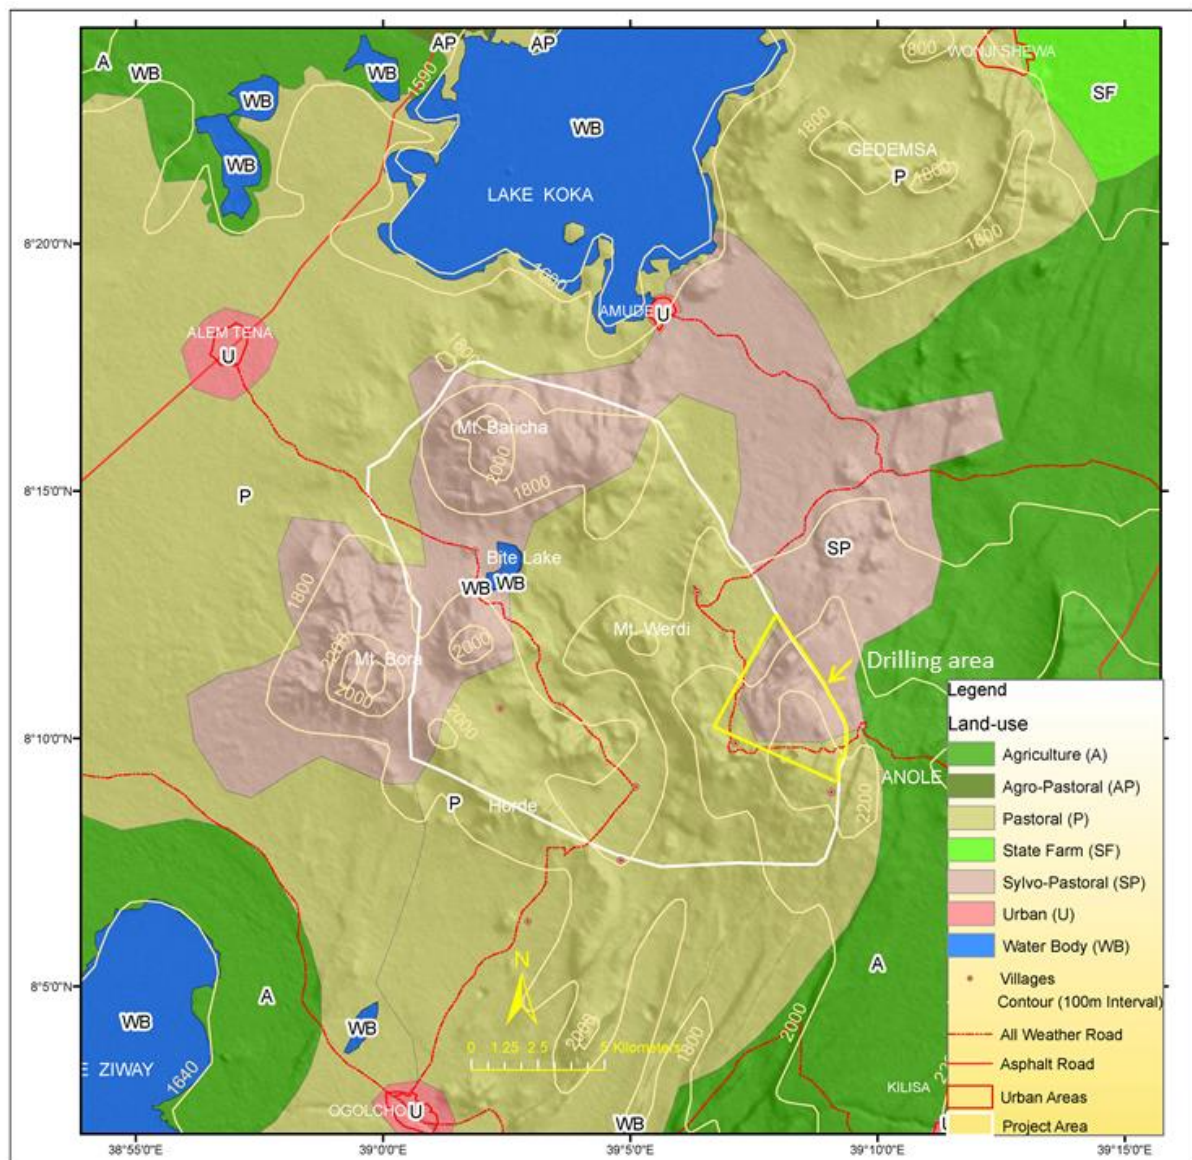 A
WB
WB
AP
AP
1590
WB
WB
WB
LAKE KOKA
1800
WONJI-SHEWA
SF
1800
GEDEMSA
P
1800
1800
8°20'0"N
1600
AMUDE
U
ALEM TENA
U
1800
Mt. Baricha
2000
1800
8°15'0"N
P
SP
Bite Lake
WB
WB
1800
2200
Mt. Bora
2000
2000
Mt. Werdi
2000
Drilling area
8°10'0"N
P
Horde
ANOLE
2200
Legend
Land-use
Agriculture (A)
Agro-Pastoral (AP)
Pastoral (P)
State Farm (SF)
Sylvo-Pastoral (SP)
Urban (U)
Water Body (WB)
Villages
Contour (100m Interval)
All Weather Road
Asphalt Road
Urban Areas
Project Area
8°5'0"N
A
A
WB
WB
E ZIWAY
1640
N
0 1.25 2.5 5 Kilometers
2000
1800
2000
KILISA
OGOLCHO
U
WB
38°55'0"E
39°0'0"E
39°5'0"E
39°10'0"E
39°15'0"E